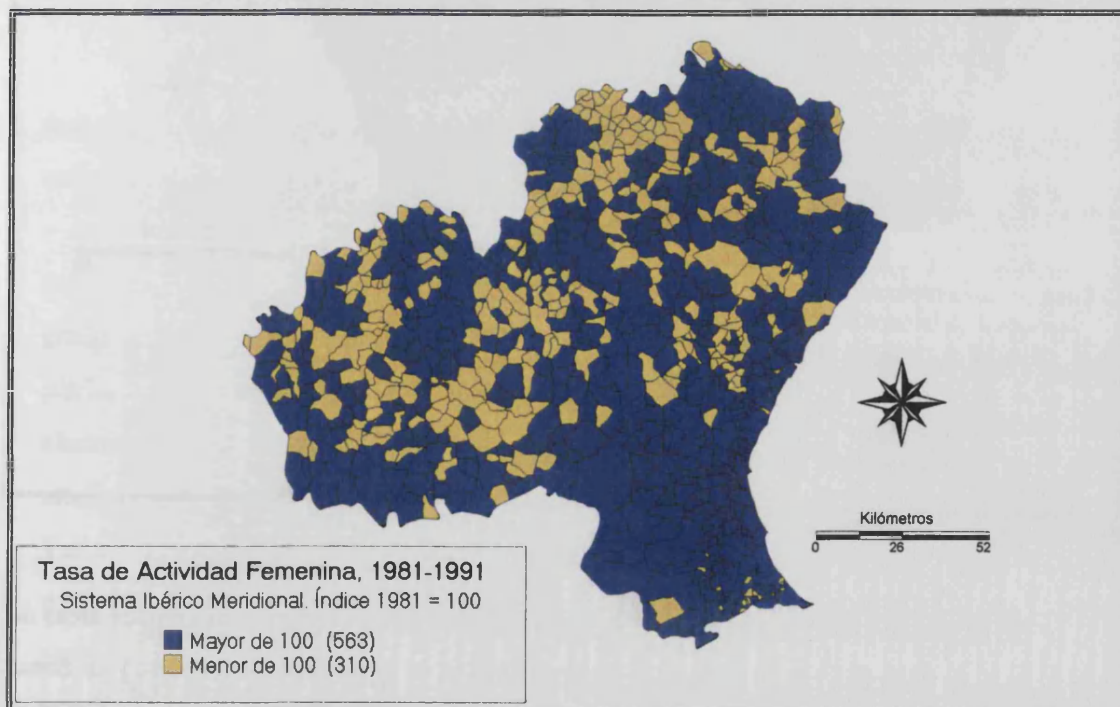 Kilómetros
0 26 52
Tasa de Actividad Femenina, 1981-1991
Sistema Ibérico Meridional. Índice 1981 = 100
Mayor de 100 (563)
Menor de 100 (310)